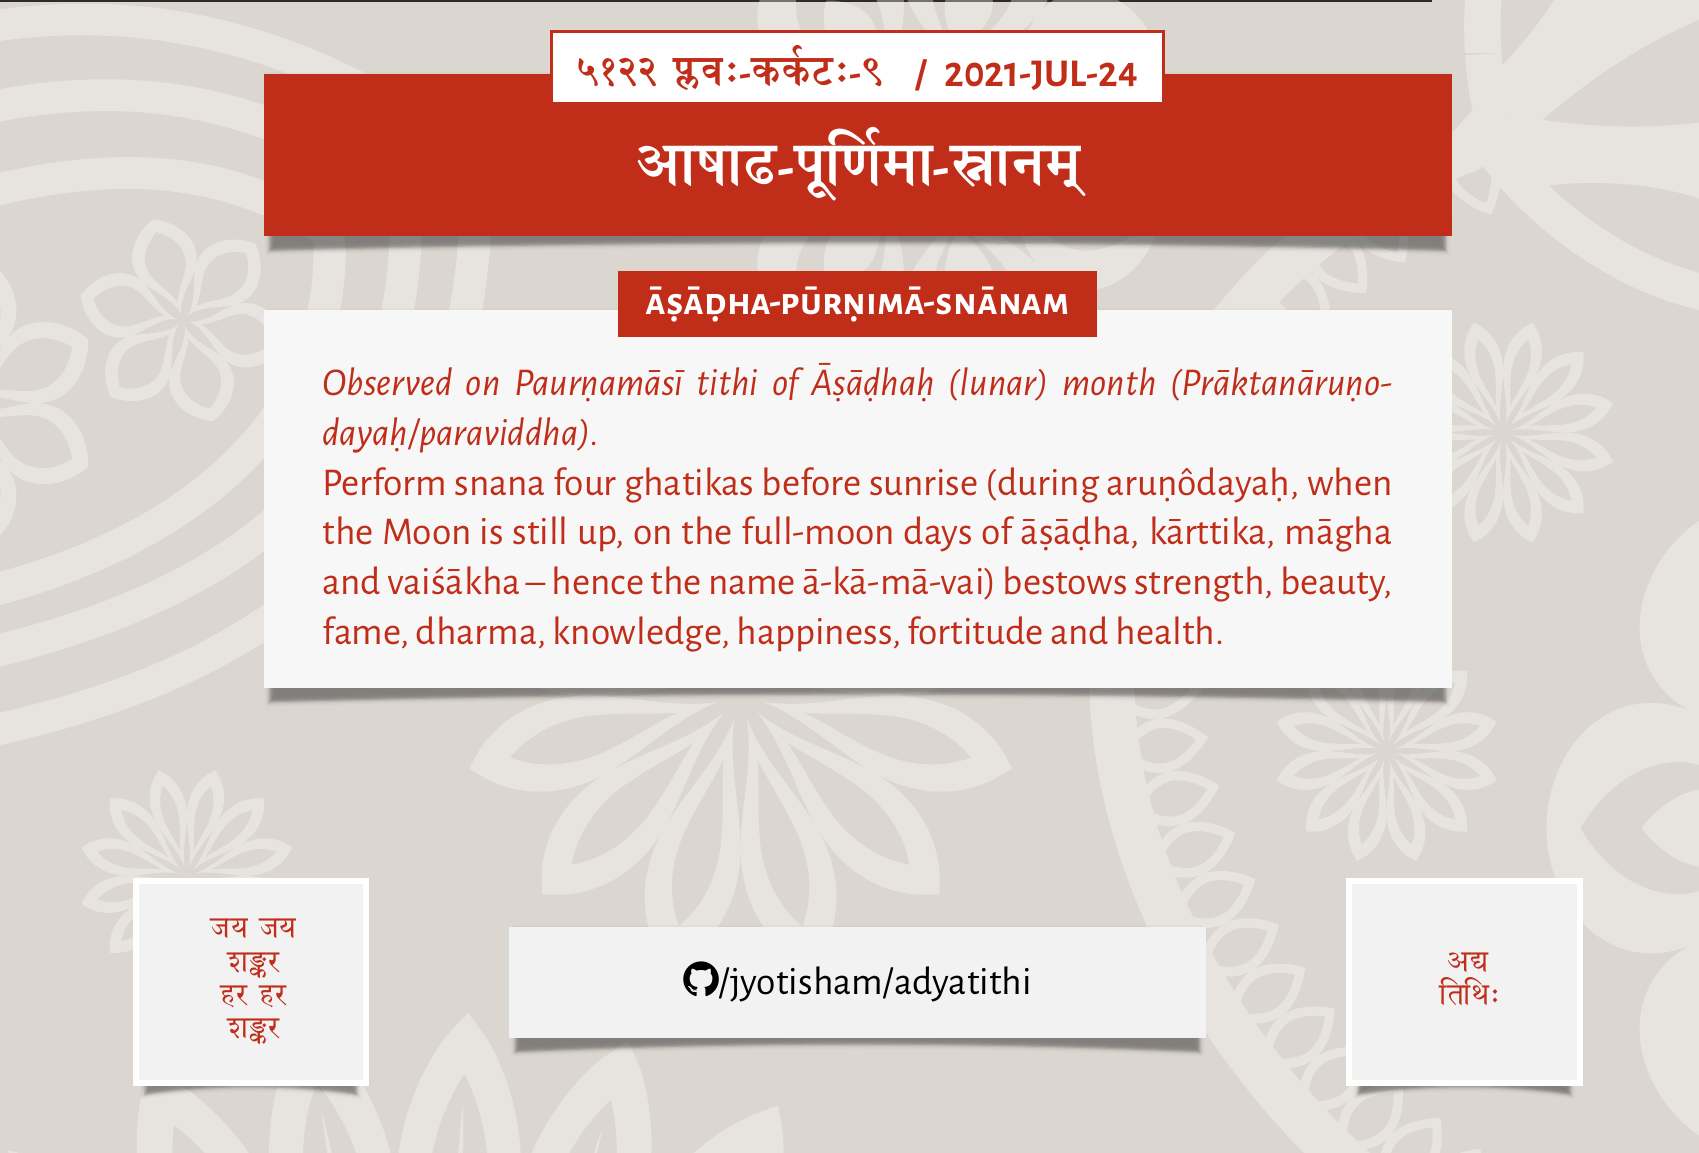 ५१२२ प्लवः-कर्कटः-९ / 2021-JUL-24
आषाढ-पूर्णिमा-स्नानम्
ĀṢĀḌHA-PŪRṆIMĀ-SNĀNAM
Observed on Paurṇamāsī tithi of Āṣāḍhaḥ (lunar) month (Prāktanāruṇo-
dayaḥ/paraviddha).
Perform snana four ghatikas before sunrise (during aruṇôdayaḥ, when
the Moon is still up, on the full-moon days of āṣāḍha, kārttika, māgha
and vaiśākha – hence the name ā-kā-mā-vai) bestows strength, beauty,
fame, dharma, knowledge, happiness, fortitude and health.
जय जय
शङ्कर
हर हर
शङ्कर
/jyotisham/adyatithi
अद्य
तिथिः